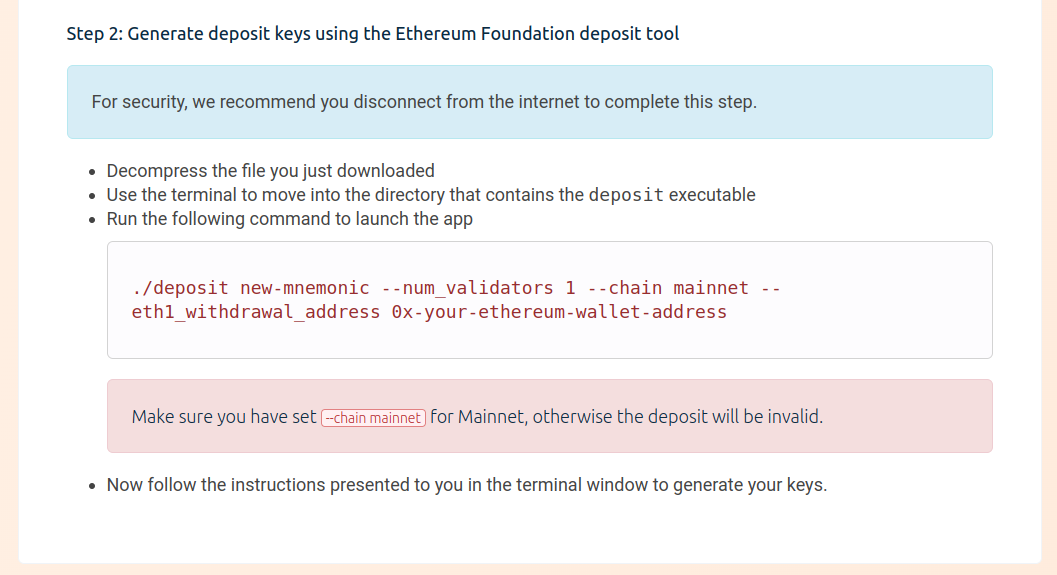 Step 2: Generate deposit keys using the Ethereum Foundation deposit tool
For security, we recommend you disconnect from the internet to complete this step.
• Decompress the file you just downloaded
• Use the terminal to move into the directory that contains the deposit executable
• Run the following command to launch the app
./deposit new-mnemonic --num_validators 1 --chain mainnet --
eth1_withdrawal_address 0x-your-ethereum-wallet-address
Make sure you have set --chain mainnet for Mainnet, otherwise the deposit will be invalid.
• Now follow the instructions presented to you in the terminal window to generate your keys.